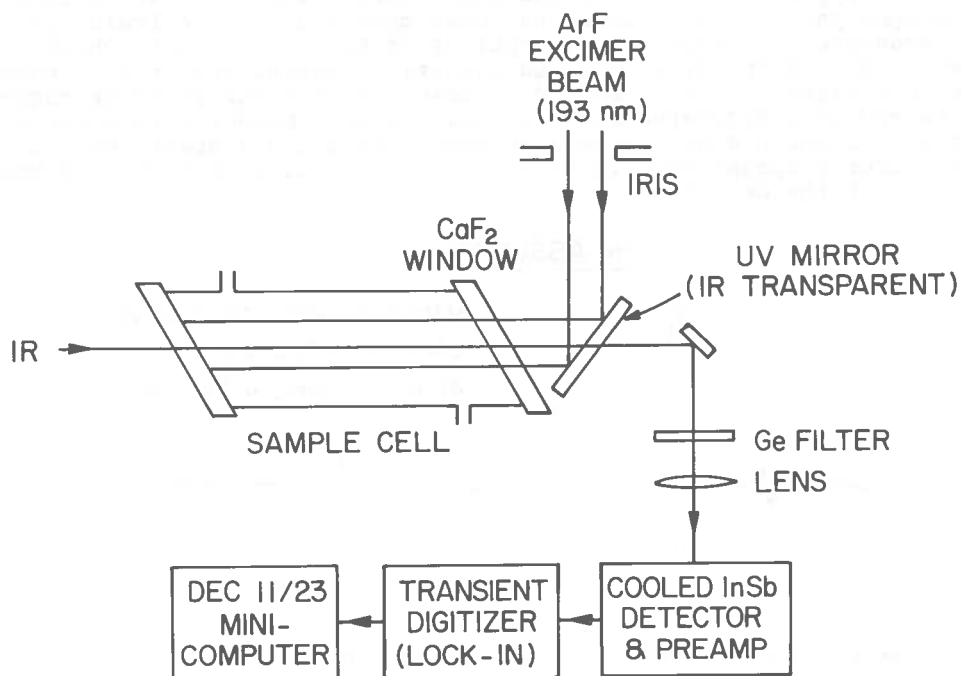 ArF
EXCIMER
BEAM
(193 nm)
IRIS
CaF₂
WINDOW
UV MIRROR
(IR TRANSPARENT)
IR
SAMPLE CELL
Ge FILTER
LENS
DEC 11/23
MINI-
COMPUTER
TRANSIENT
DIGITIZER
(LOCK-IN)
COOLED InSb
DETECTOR
& PREAMP